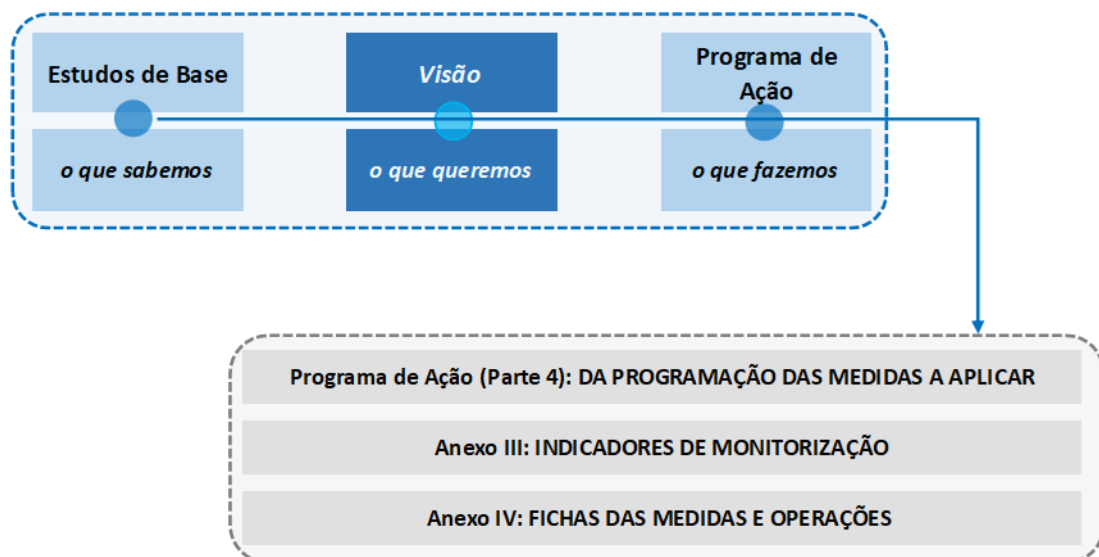 Estudos de Base
Visão
Programa de
Ação
o que sabemos
o que queremos
o que fazemos
Programa de Ação (Parte 4): DA PROGRAMAÇÃO DAS MEDIDAS A APLICAR
Anexo III: INDICADORES DE MONITORIZAÇÃO
Anexo IV: FICHAS DAS MEDIDAS E OPERAÇÕES